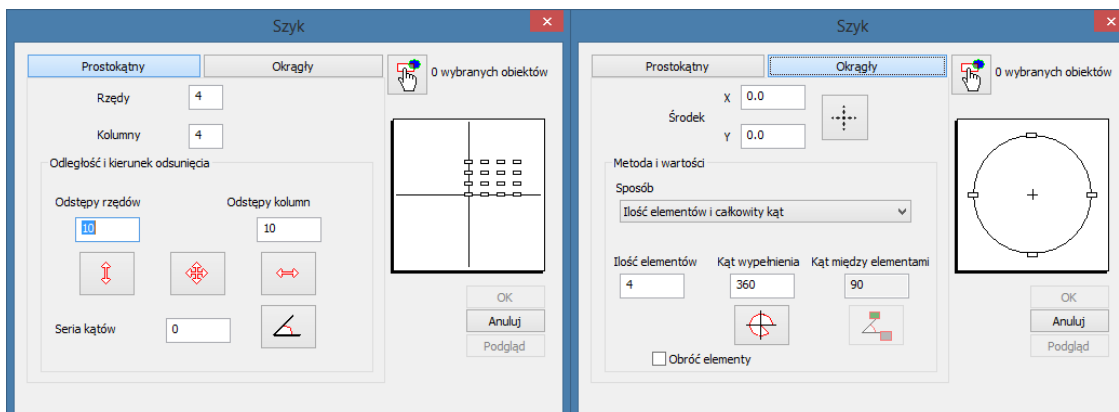 Szyk
Prostokątny Okrągły
0 wybranych obiektów
Rzędy 4
Kolumny 4
Odległość i kierunek odsunięcia
Odstępy rzędów Odstępy kolumn
10 10
Seria kątów 0
OK
Anuluj
Podgląd
Szyk
Prostokątny Okrągły
0 wybranych obiektów
Środek
X 0.0
Y 0.0
Metoda i wartości
Sposób
Ilość elementów i całkowity kąt
Ilość elementów Kąt wypełnienia Kąt między elementami
4 360 90
Obróć elementy
OK
Anuluj
Podgląd